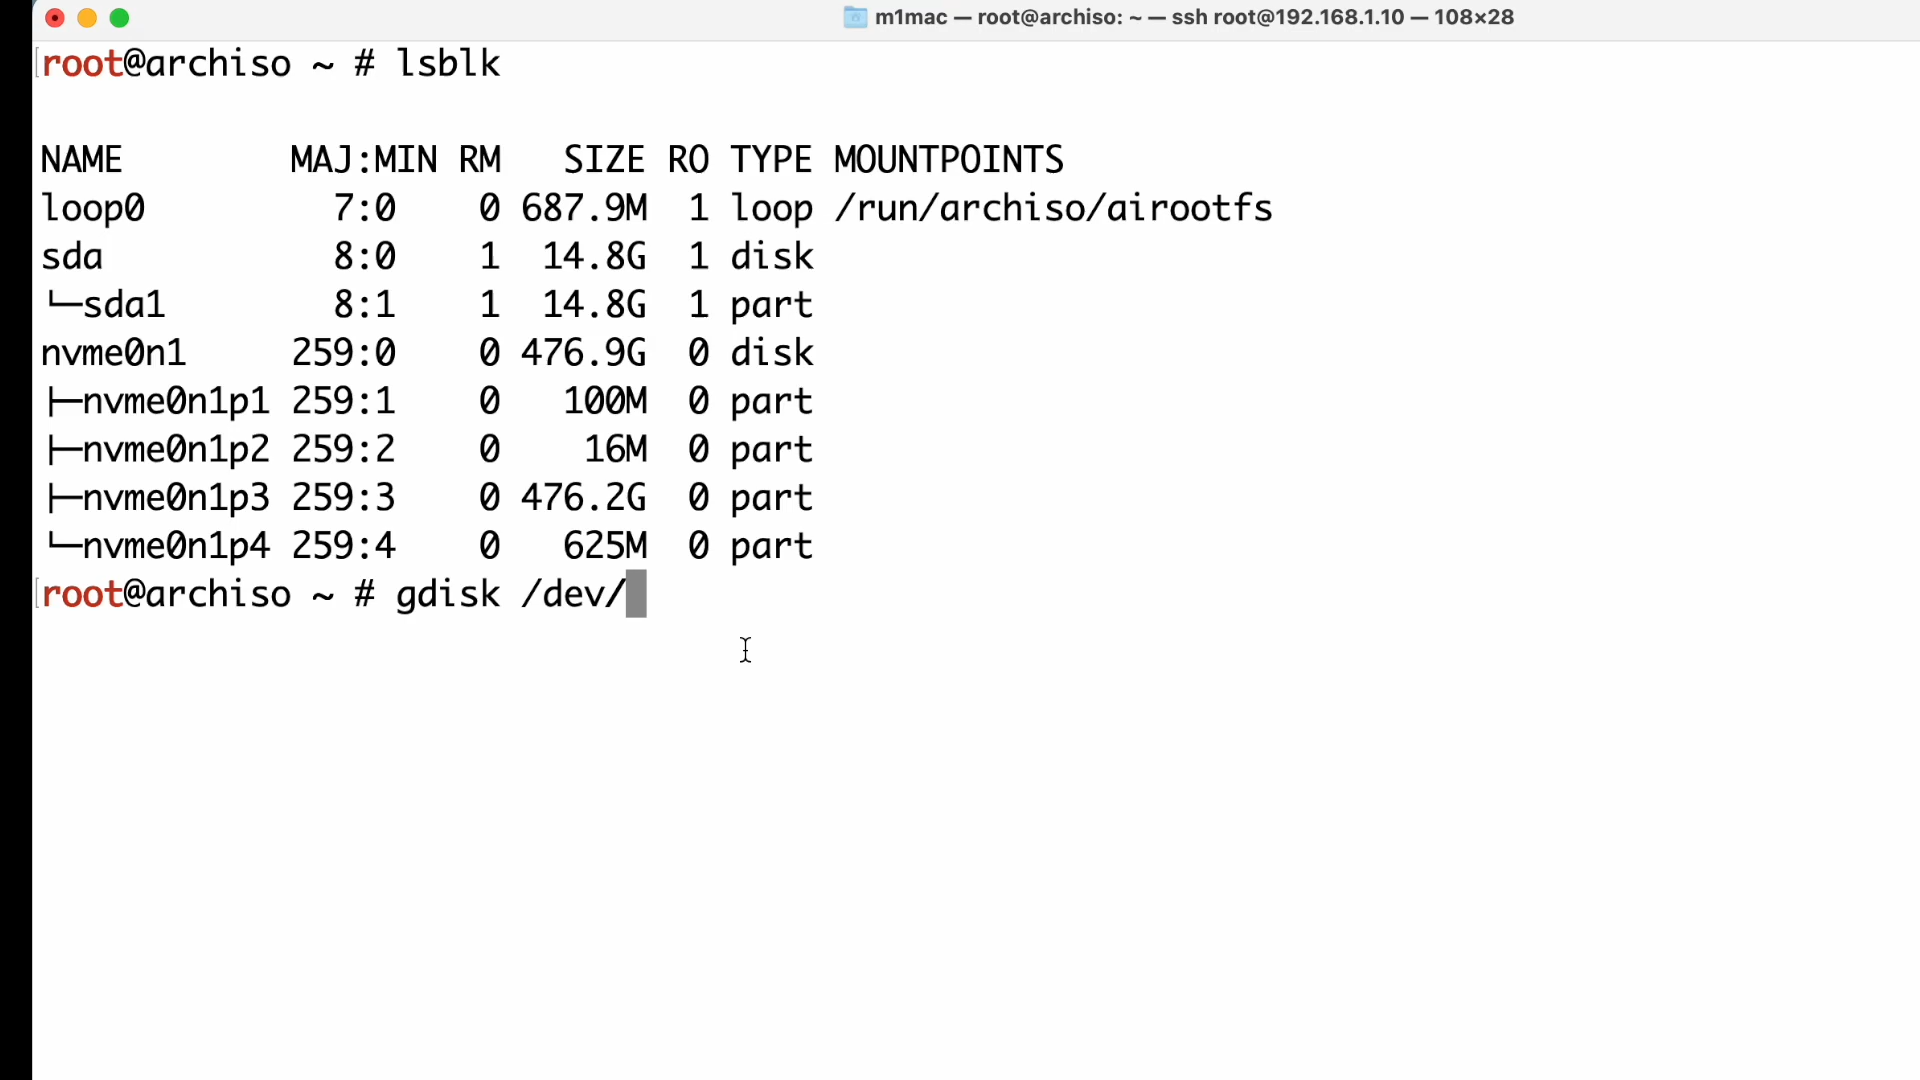 m1mac — root@archiso: ~ — ssh root@192.168.1.10 — 108×28
root@archiso ~ # lsblk
NAME        MAJ:MIN RM   SIZE RO TYPE MOUNTPOINTS
loop0         7:0    0 687.9M  1 loop /run/archiso/airootfs
sda           8:0    1  14.8G  1 disk
└─sda1        8:1    1  14.8G  1 part
nvme0n1     259:0    0 476.9G  0 disk
├─nvme0n1p1 259:1    0   100M  0 part
├─nvme0n1p2 259:2    0    16M  0 part
├─nvme0n1p3 259:3    0 476.2G  0 part
└─nvme0n1p4 259:4    0   625M  0 part
root@archiso ~ # gdisk /dev/